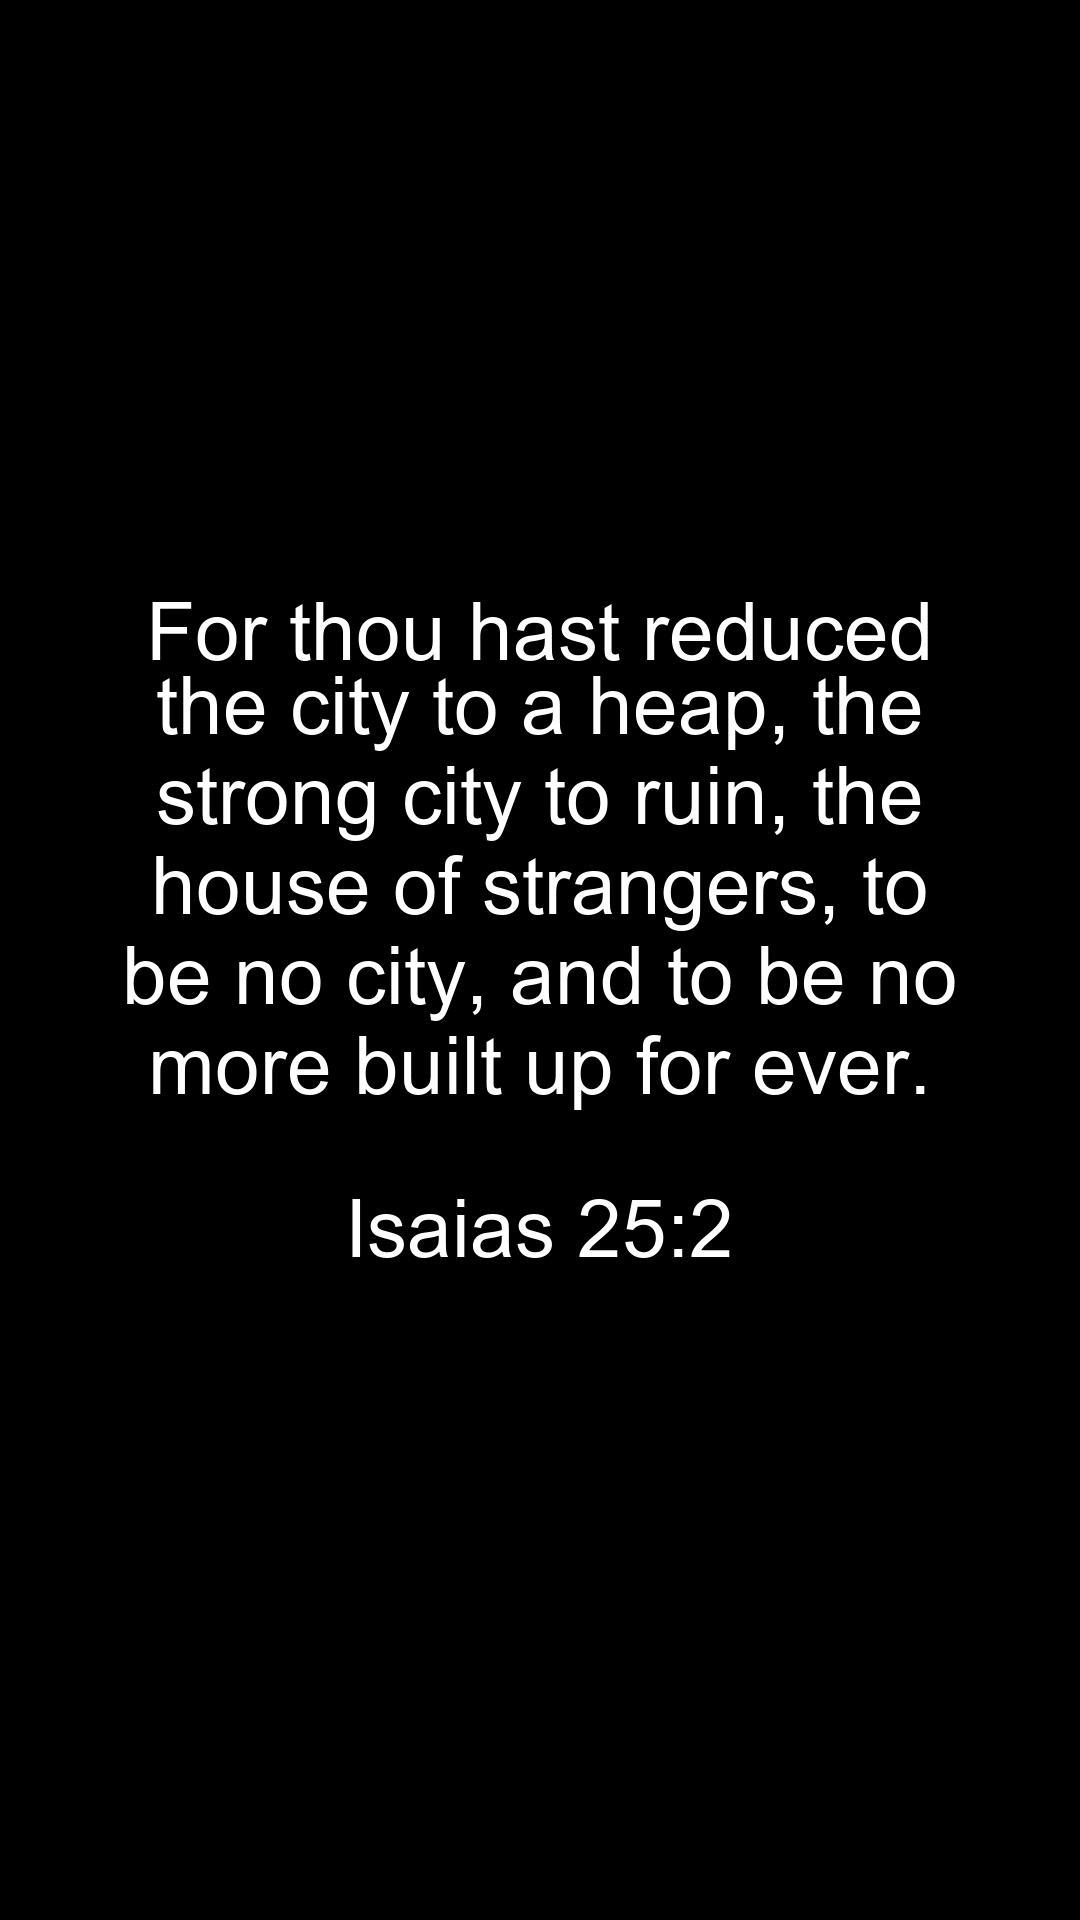 For thou hast reduced
the city to a heap, the
strong city to ruin, the
house of strangers, to
be no city, and to be no
more built up for ever.
Isaias 25:2